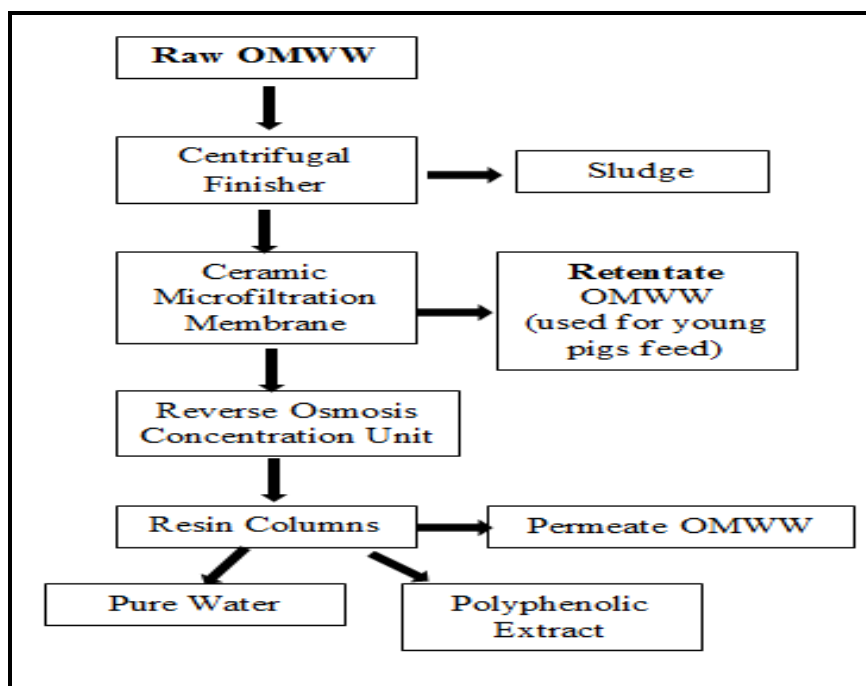 Raw OMWW
Centrifugal
Finisher
Sludge
Ceramic
Microfiltration
Membrane
Retentate
OMWW
(used for young
pigs feed)
Reverse Osmosis
Concentration Unit
Resin Columns
Permeate OMWW
Pure Water
Polyphenolic
Extract